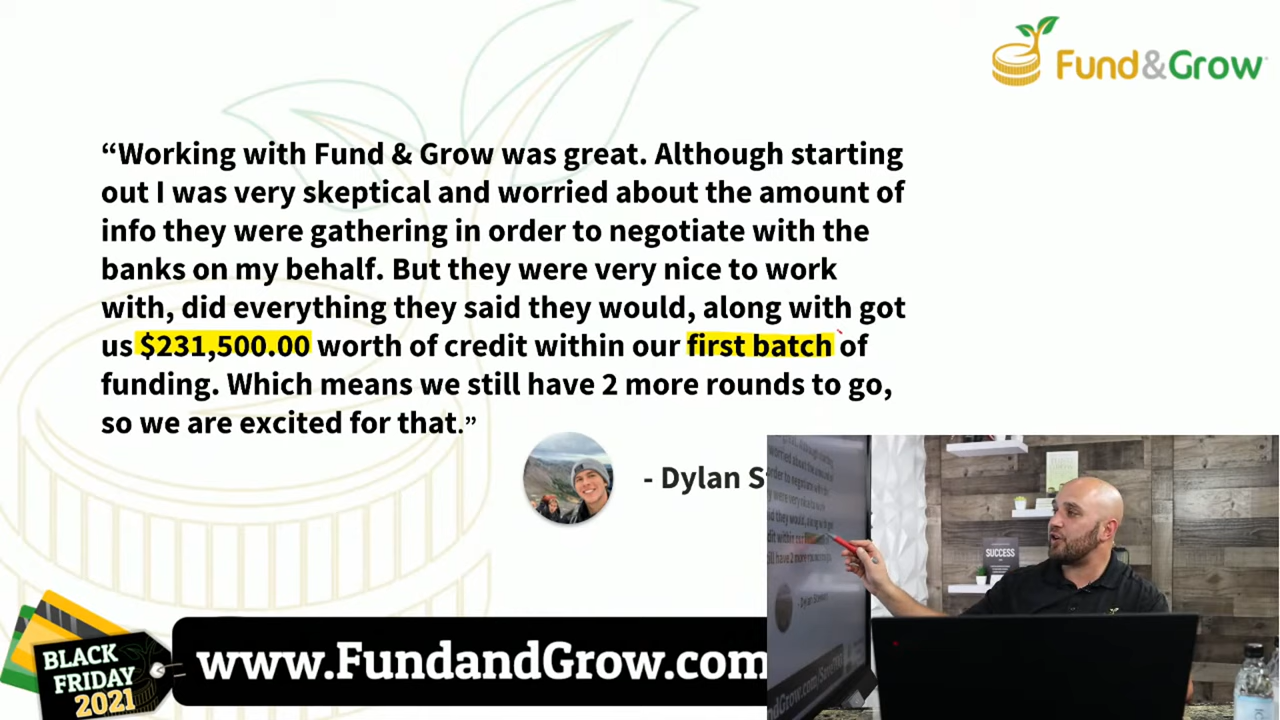 Fund&Grow
“Working with Fund & Grow was great. Although starting
out I was very skeptical and worried about the amount of
info they were gathering in order to negotiate with the
banks on my behalf. But they were very nice to work
with, did everything they said they would, along with got
us $231,500.00 worth of credit within our first batch of
funding. Which means we still have 2 more rounds to go,
so we are excited for that.”
- Dylan S
SUCCESS
BLACK
FRIDAY
2021
www.FundandGrow.com